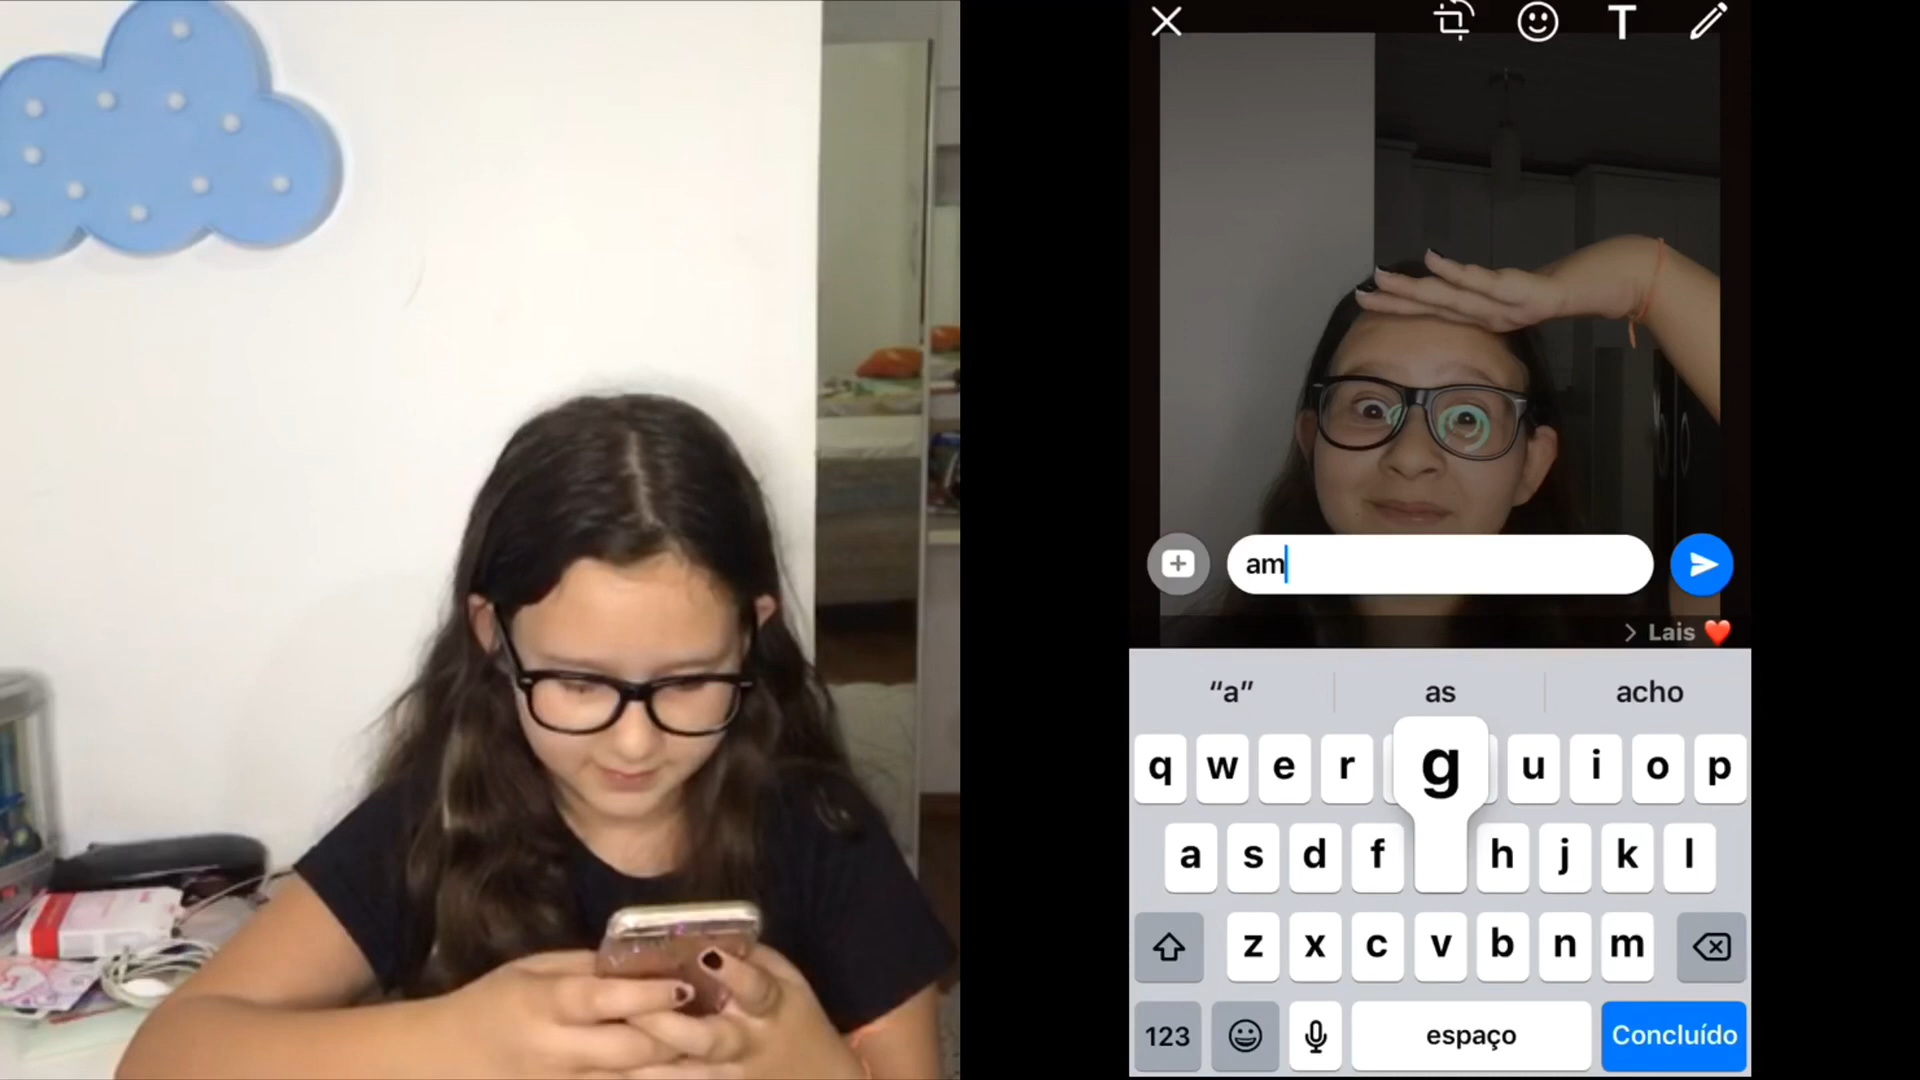 T
am
> Lais ❤️
“a” as acho
q w e r g u i o p
a s d f h j k l
z x c v b n m
123 espaço Concluído